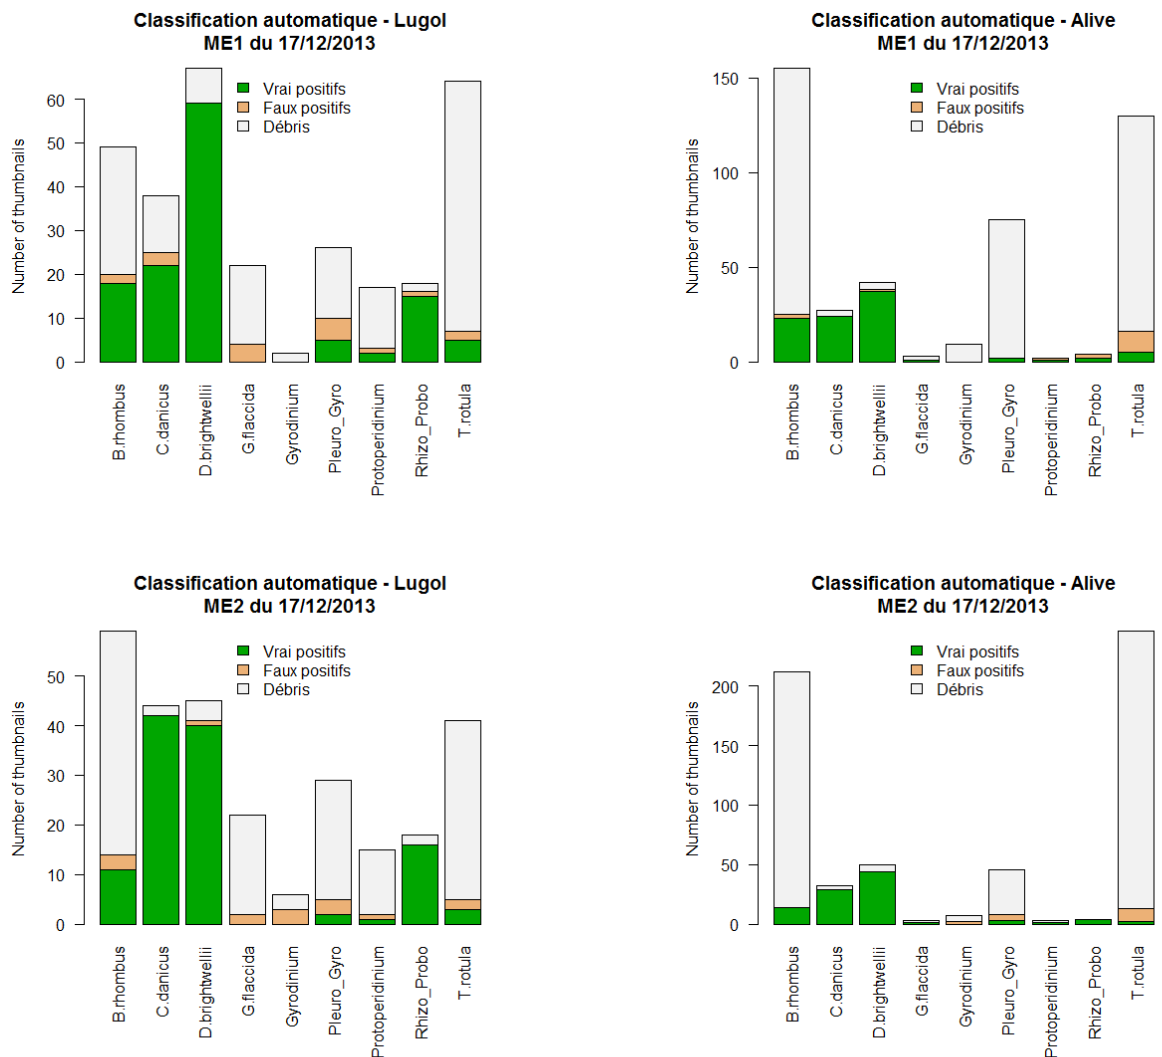 Classification automatique - Lugol
ME1 du 17/12/2013
Vrai positifs
Faux positifs
Débris
Number of thumbnails
60
50
40
30
20
10
0
B.rhombus
C.danicus
D.brightwellii
G.flaccida
Gyrodinium
Pleuro_Gyro
Protoperidinium
Rhizo_Probo
T.rotula
Classification automatique - Alive
ME1 du 17/12/2013
Vrai positifs
Faux positifs
Débris
Number of thumbnails
150
100
50
0
B.rhombus
C.danicus
D.brightwellii
G.flaccida
Gyrodinium
Pleuro_Gyro
Protoperidinium
Rhizo_Probo
T.rotula
Classification automatique - Lugol
ME2 du 17/12/2013
Vrai positifs
Faux positifs
Débris
Number of thumbnails
50
40
30
20
10
0
B.rhombus
C.danicus
D.brightwellii
G.flaccida
Gyrodinium
Pleuro_Gyro
Protoperidinium
Rhizo_Probo
T.rotula
Classification automatique - Alive
ME2 du 17/12/2013
Vrai positifs
Faux positifs
Débris
Number of thumbnails
200
150
100
50
0
B.rhombus
C.danicus
D.brightwellii
G.flaccida
Gyrodinium
Pleuro_Gyro
Protoperidinium
Rhizo_Probo
T.rotula